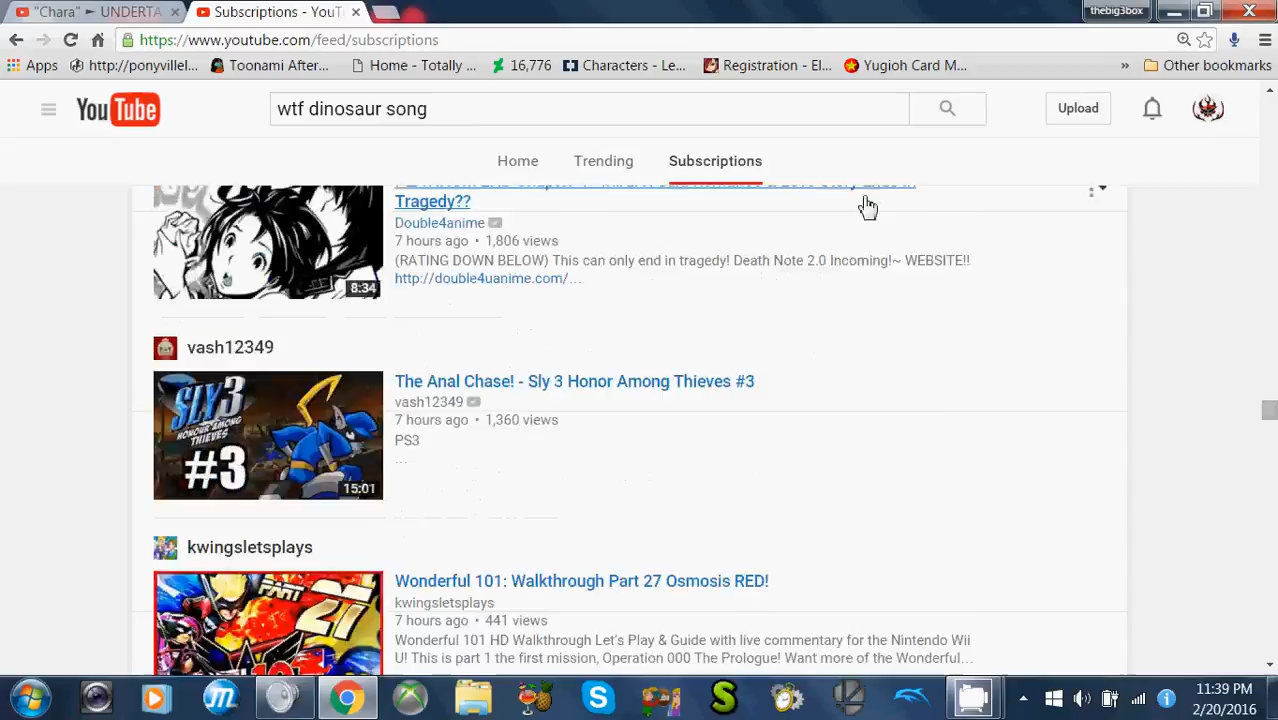 "Chara" ► UNDERTA
Subscriptions - YouT
thebig3box
https://www.youtube.com/feed/subscriptions
Apps
http://ponyvillel...
Toonami After...
Home - Totally ...
16,776
Characters - Le...
Registration - El...
Yugioh Card M...
»
Other bookmarks
YouTube
wtf dinosaur song
Upload
Home
Trending
Subscriptions
Tragedy??
Double4anime
7 hours ago • 1,806 views
(RATING DOWN BELOW) This can only end in tragedy! Death Note 2.0 Incoming!~ WEBSITE!!
http://double4uanime.com/...
8:34
vash12349
The Anal Chase! - Sly 3 Honor Among Thieves #3
vash12349
7 hours ago • 1,360 views
PS3
...
SLY 3
HONOUR AMONG
THIEVES
#3
15:01
kwingsletsplays
Wonderful 101: Walkthrough Part 27 Osmosis RED!
kwingsletsplays
7 hours ago • 441 views
Wonderful 101 HD Walkthrough Let's Play & Guide with live commentary for the Nintendo Wii
U! This is part 1 the first mission, Operation 000 The Prologue! Want more of the Wonderful...
PART
11:39 PM
2/20/2016